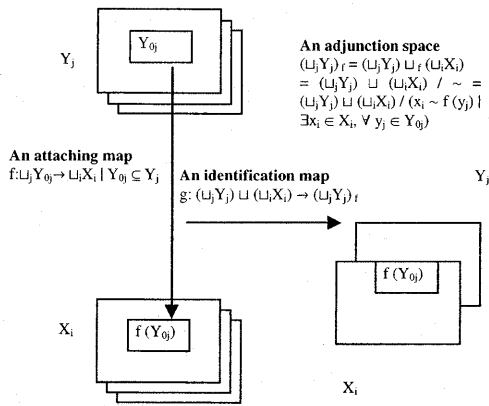 Y₀ⱼ
Yⱼ
An adjunction space
(⊔ⱼYⱼ) f = (⊔ⱼYⱼ) ⊔ f (⊔ᵢXᵢ)
= (⊔ⱼYⱼ) ⊔ (⊔ᵢXᵢ) / ~ =
(⊔ⱼYⱼ) ⊔ (⊔ᵢXᵢ) / (xᵢ ~ f (yⱼ) |
∃xᵢ ∈ Xᵢ, ∀ yⱼ ∈ Y₀ⱼ)
An attaching map
f:⊔ⱼY₀ⱼ→ ⊔ᵢXᵢ | Y₀ⱼ ⊆ Yⱼ
An identification map
g: (⊔ⱼYⱼ) ⊔ (⊔ᵢXᵢ) → (⊔ⱼYⱼ) f
Yⱼ
f (Y₀ⱼ)
Xᵢ
f (Y₀ⱼ)
Xᵢ